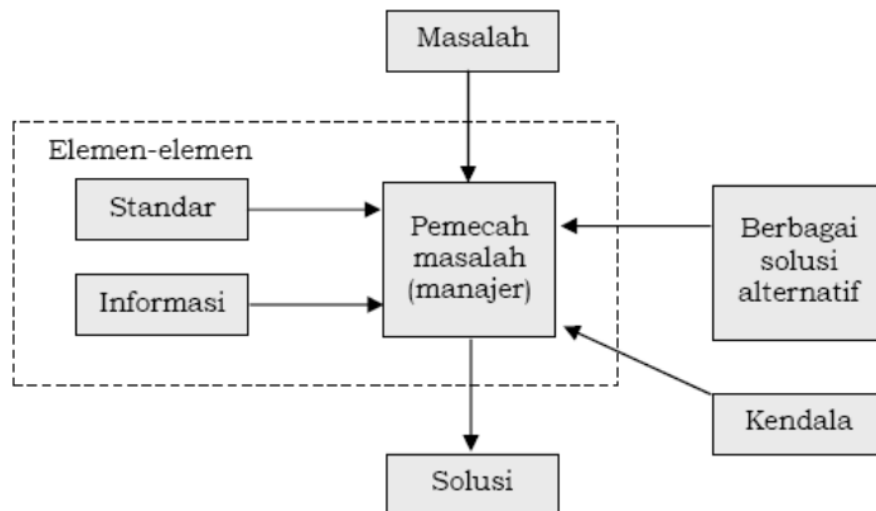 Masalah
Elemen-elemen
Standar
Informasi
Pemecah
masalah
(manajer)
Berbagai
solusi
alternatif
Kendala
Solusi